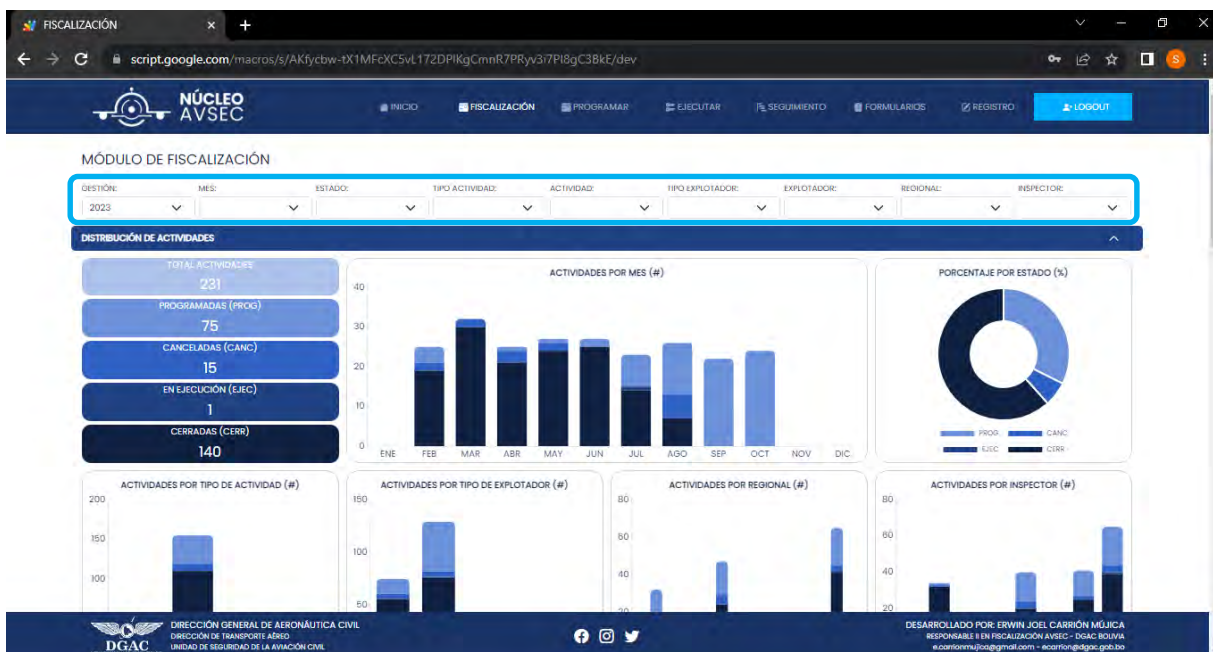 FISCALIZACIÓN
script.google.com/macros/s/AKfycbw-tX1MFcXC5vL172DPlKgCmnR7PRyv3i7Pl8gC38kE/dev
S
NÚCLEO
AVSEC
INICIO
FISCALIZACIÓN
PROGRAMAR
EJECUTAR
SEGUIMIENTO
FORMULARIOS
REGISTRO
LOGOUT
MÓDULO DE FISCALIZACIÓN
GESTIÓN: MES: ESTADO: TIPO ACTIVIDAD: ACTIVIDAD: TIPO EXPLOTADOR: EXPLOTADOR: REGIONAL: INSPECTOR:
2023
DISTRIBUCIÓN DE ACTIVIDADES
TOTAL ACTIVIDADES
231
PROGRAMADAS (PROG)
75
CANCELADAS (CANC)
15
EN EJECUCIÓN (EJEC)
1
CERRADAS (CERR)
140
ACTIVIDADES POR MES (#)
40
30
20
10
0
ENE FEB MAR ABR MAY JUN JUL AGO SEP OCT NOV DIC
PORCENTAJE POR ESTADO (%)
PROG CANC
EJEC CERR
ACTIVIDADES POR TIPO DE ACTIVIDAD (#)
200
150
100
ACTIVIDADES POR TIPO DE EXPLOTADOR (#)
150
100
50
ACTIVIDADES POR REGIONAL (#)
80
60
40
20
ACTIVIDADES POR INSPECTOR (#)
80
60
40
20
DGAC
DIRECCIÓN GENERAL DE AERONÁUTICA CIVIL
DIRECCIÓN DE TRANSPORTE AÉREO
UNIDAD DE SEGURIDAD DE LA AVIACIÓN CIVIL
DESARROLLADO POR: ERWIN JOEL CARRIÓN MÚJICA
RESPONSABLE II EN FISCALIZACIÓN AVSEC - DGAC BOLIVIA
e.carrionmujica@gmail.com - ecarrion@dgac.gob.bo